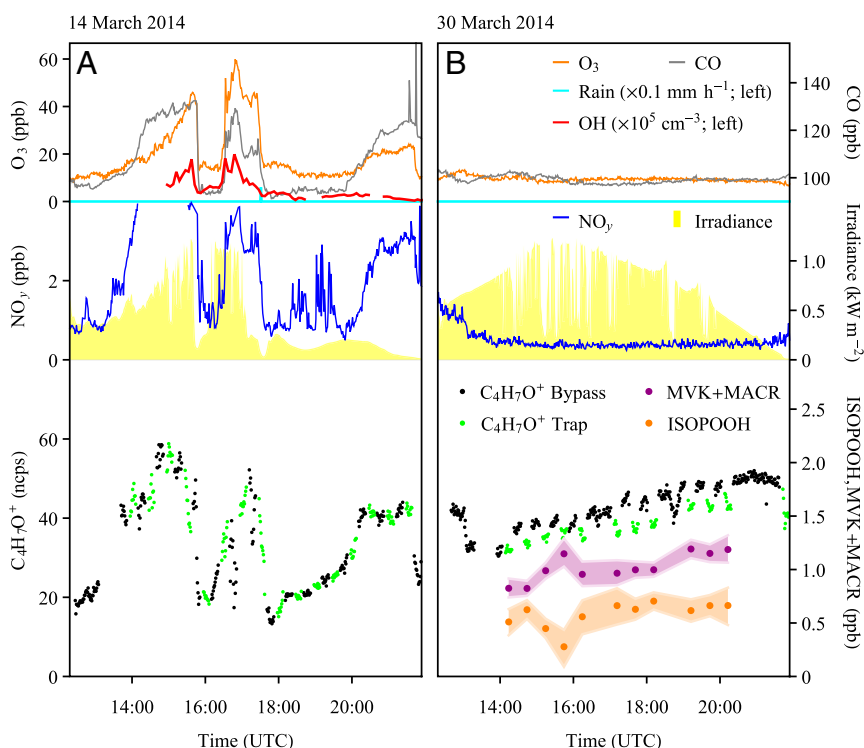 14 March 2014
30 March 2014
A
B
O₃ (ppb)
60
40
20
0
O₃
CO
Rain (×0.1 mm h⁻¹; left)
OH (×10⁵ cm⁻³; left)
140
120
100
CO (ppb)
NOy (ppb)
2
0
NOy
Irradiance
1.0
0.5
0
Irradiance (kW m⁻²)
C₄H₇O⁺ (ncps)
60
40
20
0
C₄H₇O⁺ Bypass
MVK+MACR
C₄H₇O⁺ Trap
ISOPOOH
2.5
2.0
1.5
1.0
0.5
0
ISOPOOH, MVK+MACR (ppb)
14:00
16:00
18:00
20:00
14:00
16:00
18:00
20:00
Time (UTC)
Time (UTC)